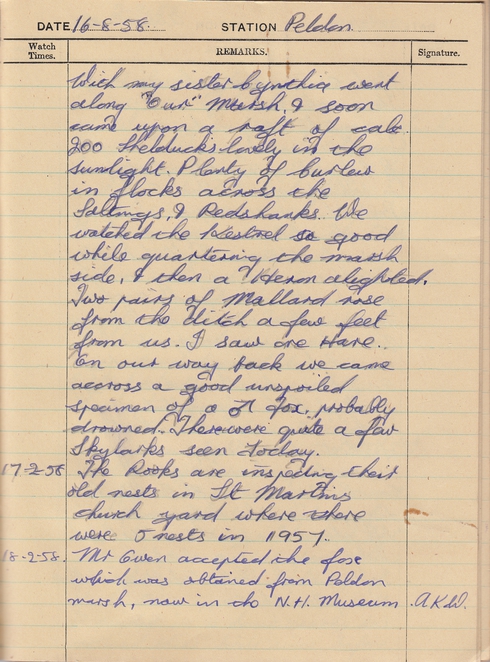 DATE 16-8-58. STATION Peldon
Watch Times. REMARKS. Signature.
With my sister Cynthia went
along "Our" Marsh, & soon
came upon a raft of calc.
200 Shelducks lovely in the
sunlight. Plenty of curlew
in flocks across the
Saltings, & Redshanks. We
watched the Kestrel so good
while quartering the marsh
side, & then a Heron alighted.
Two pairs of Mallard rose
from the ditch a few feet
from us. I saw one Hare.
On our way back we came
accross a good unspoiled
specimen of a ♂ fox, probably
drowned. There were quite a few
Skylarks seen today.
17-2-58 The Rooks are inspecting their
old nests in St Martins
church yard where there
were 5 nests in 1957.
18-2-58. Mr Gwen accepted the fox
which was obtained from Peldon
marsh, now in the N.H. Museum A.K.W.